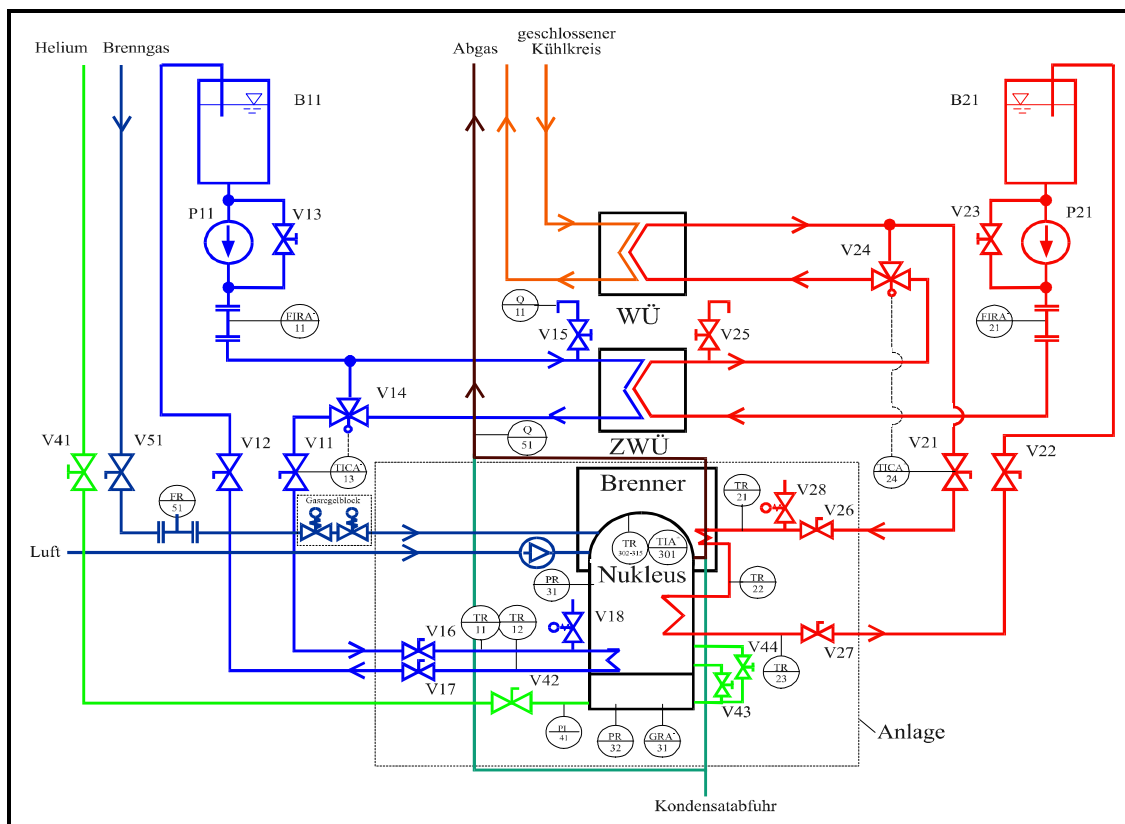 Helium
Brenngas
Abgas
geschlossener
Kühlkreis
B11
B21
P11
V13
V23
P21
V24
FIRA-
11
Q
11
WÜ
FIRA-
21
V15
V25
V14
V41
V51
V12
V11
Q
51
ZWÜ
V21
V22
TICA-
13
TICA-
24
FR
51
Gasregelblock
Brenner
TR
21
V28
V26
Luft
TR
302-315
TIA+
301
Nukleus
PR
31
TR
22
TR
11
TR
12
V16
V18
V17
V42
V44
V27
TR
23
V43
PI
41
PR
32
GRA-
31
Anlage
Kondensatabfuhr